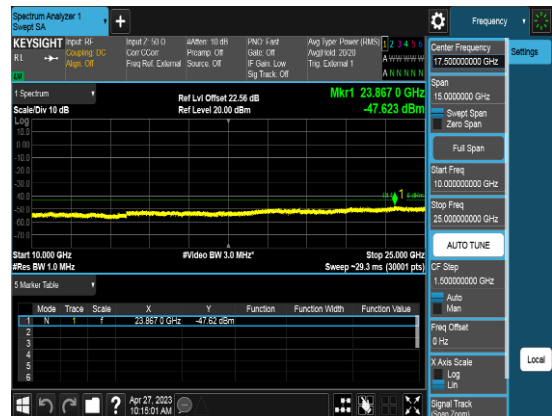 Spectrum Analyzer 1
Swept SA
+
Frequency
KEYSIGHT Input: RF Input Z: 50 Ω #Atten: 10 dB PNO: Fast Avg Type: Power (RMS) 1 2 3 4 5 6
RL Coupling: DC Corr CCorr Preamp: Off Gate: Off Avg|Hold: 20/20 A W W W W W
Align: Off Freq Ref: External Source: Off IF Gain: Low Trig: External 1
Sig Track: Off A N N N N N
1 Spectrum
Ref Lvl Offset 22.56 dB Mkr1 23.867 0 GHz
Scale/Div 10 dB Ref Level 20.00 dBm -47.623 dBm
Log
10.0
0.00
-10.0
-20.0
-30.0
-40.0
1
-50.0
-60.0
-70.0
Start 10.000 GHz #Video BW 3.0 MHz* Stop 25.000 GHz
#Res BW 1.0 MHz Sweep ~29.3 ms (30001 pts)
5 Marker Table
Mode Trace Scale X Y Function Function Width Function Value
1 N 1 f 23.867 0 GHz -47.62 dBm
2
3
4
5
6
Apr 27, 2023
10:15:01 AM
?
Center Frequency
17.500000000 GHz
Settings
Span
15.0000000 GHz
Swept Span
Zero Span
Full Span
Start Freq
10.000000000 GHz
Stop Freq
25.000000000 GHz
AUTO TUNE
CF Step
1.500000000 GHz
Auto
Man
Freq Offset
0 Hz
X Axis Scale
Log
Lin
Local
Signal Track
(Span Zoom)